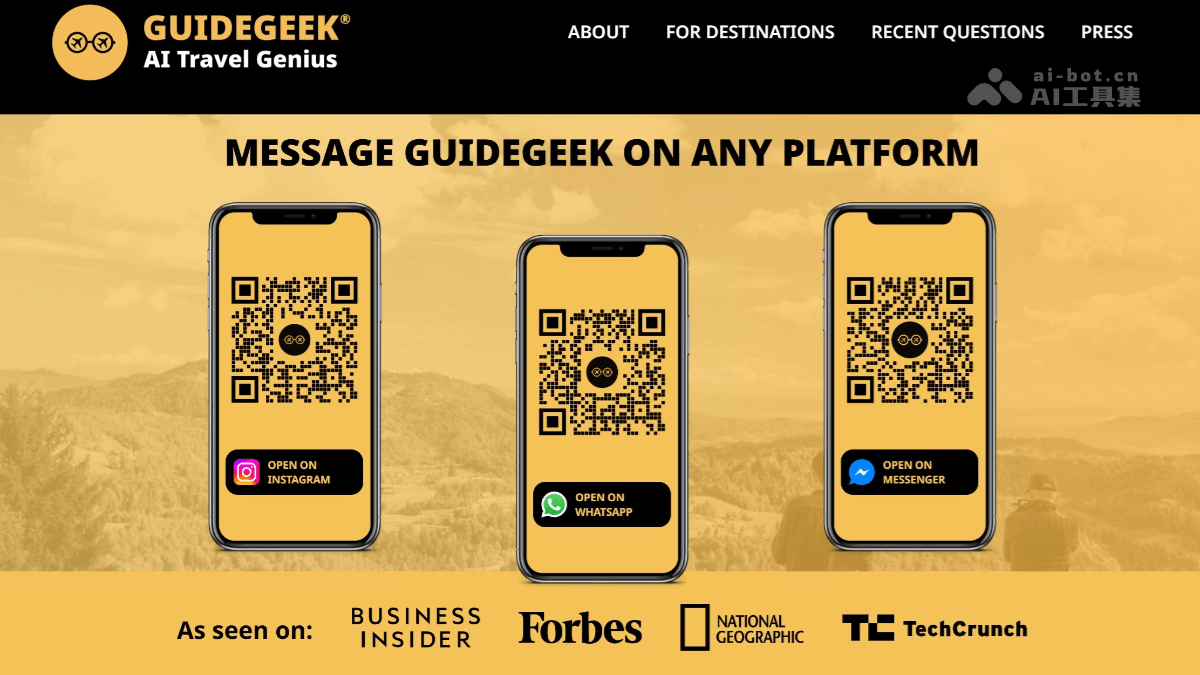 GUIDEGEEK®
AI Travel Genius
ABOUT
FOR DESTINATIONS
RECENT QUESTIONS
PRESS
ai-bot.cn
AI工具集
MESSAGE GUIDEGEEK ON ANY PLATFORM
OPEN ON
INSTAGRAM
OPEN ON
WHATSAPP
OPEN ON
MESSENGER
As seen on:
BUSINESS
INSIDER
Forbes
NATIONAL
GEOGRAPHIC
TC TechCrunch